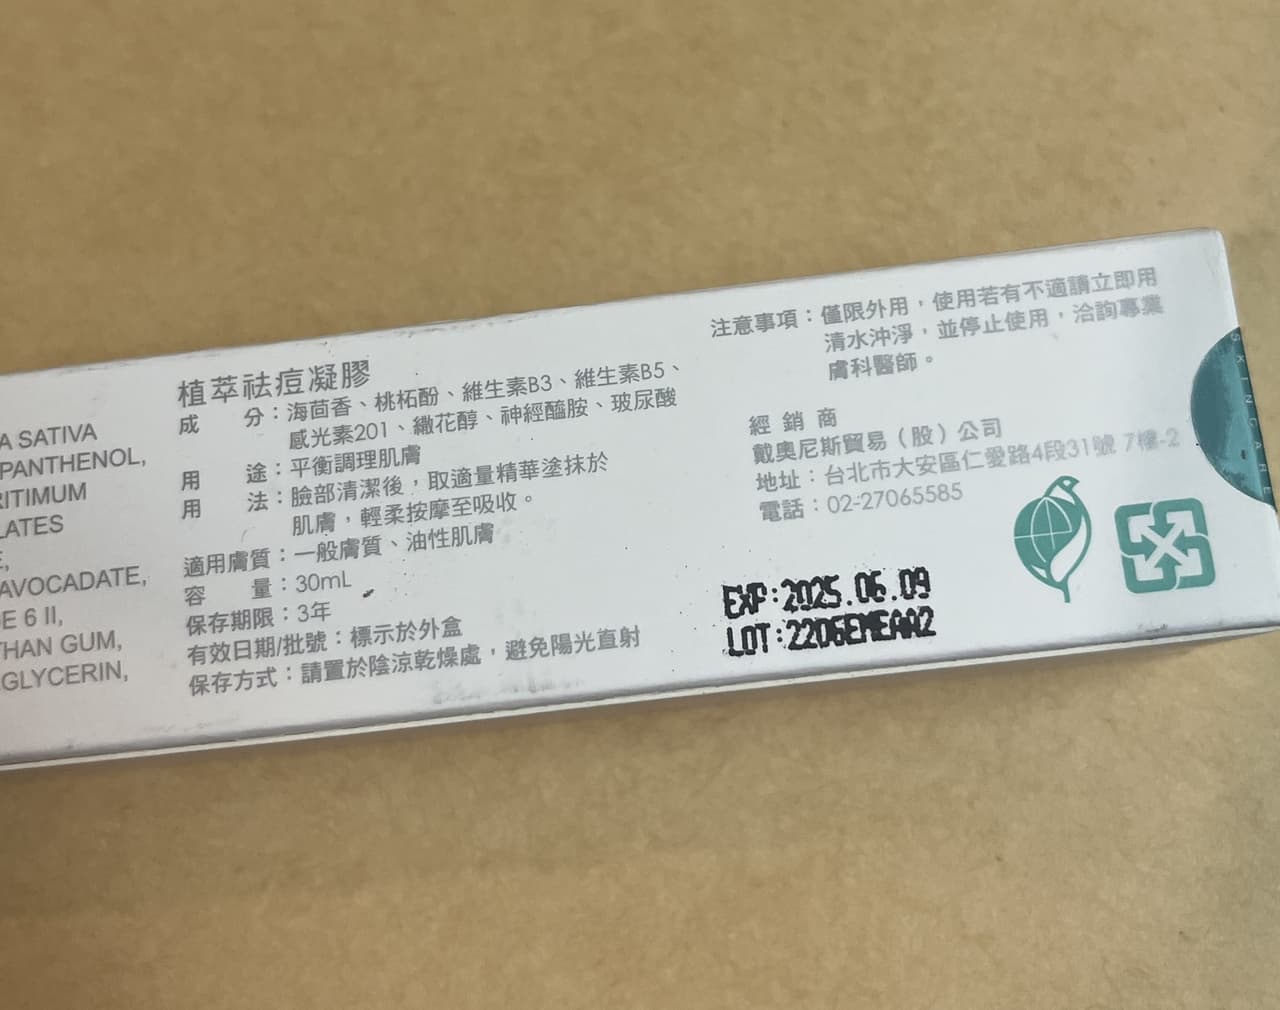 A SATIVA
PANTHENOL,
RITIMUM
LATES
E,
AVOCADATE,
DE 6 II,
THAN GUM,
GLYCERIN,
植萃祛痘凝膠
成 分：海茴香、桃柘酚、維生素B3、維生素B5、
感光素201、繖花醇、神經醯胺、玻尿酸
用 途：平衡調理肌膚
用 法：臉部清潔後，取適量精華塗抹於
肌膚，輕柔按摩至吸收。
適用膚質：一般膚質、油性肌膚
容 量：30mL
保存期限：3年
有效日期/批號：標示於外盒
保存方式：請置於陰涼乾燥處，避免陽光直射
注意事項：僅限外用，使用若有不適請立即用
清水沖淨，並停止使用，洽詢專業
膚科醫師。
經 銷 商
戴奧尼斯貿易（股）公司
地址：台北市大安區仁愛路4段31號 7樓-2
電話：02-27065585
EXP:2025.06.09
LOT:2206EMEAA2
SKINCARE